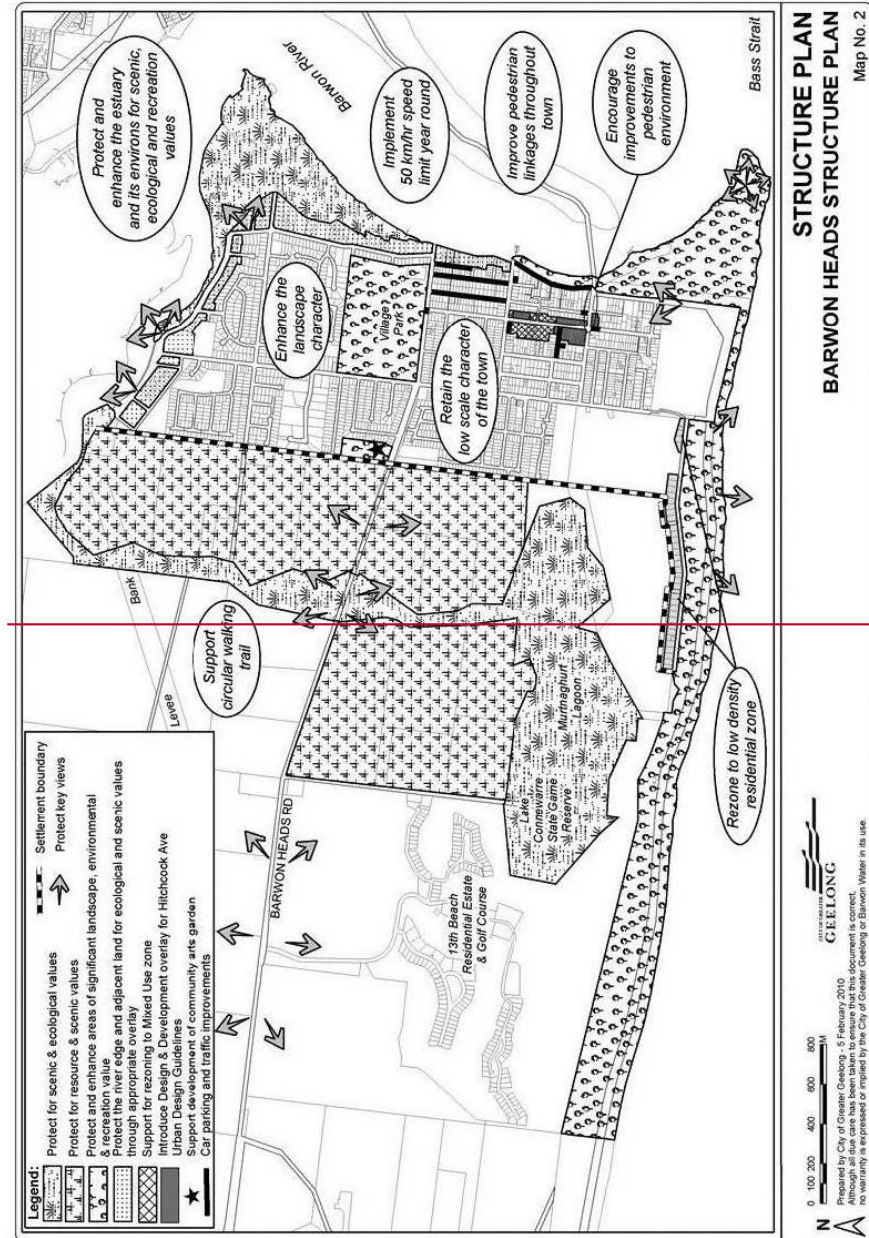 Legend:
Protect for scenic & ecological values
Protect for resource & scenic values
Protect and enhance areas of significant landscape, environmental
& recreation value
Protect the river edge and adjacent land for ecological and scenic values
through appropriate overlay
Support for rezoning to Mixed Use zone
Introduce Design & Development overlay for Hitchcock Ave
Urban Design Guidelines
Support development of community arts garden
Car parking and traffic improvements
Settlement boundary
Protect key views
Levee
Bank
Support
circular walking
trail
BARWON HEADS RD
13th Beach
Residential Estate
& Golf Course
Lake
Connewarre
State Game
Reserve
Murtnaghurt
Lagoon
Rezone to low density
residential zone
Protect and
enhance the estuary
and its environs for scenic,
ecological and recreation
values
Barwon River
Implement
50 km/hr speed
limit year round
Improve pedestrian
linkages throughout
town
Encourage
improvements to
pedestrian
environment
Enhance the
landscape
character
Village
Park
Retain the
low scale character
of the town
Bass Strait
STRUCTURE PLAN
BARWON HEADS STRUCTURE PLAN
Map No. 2
N
0 100 200 400 600 800
M
Prepared by City of Greater Geelong - 5 February 2010
Although all due care has been taken to ensure that this document is correct,
no warranty is expressed or implied by the City of Greater Geelong or Barwon Water in its use.
CITY OF GREATER
GEELONG